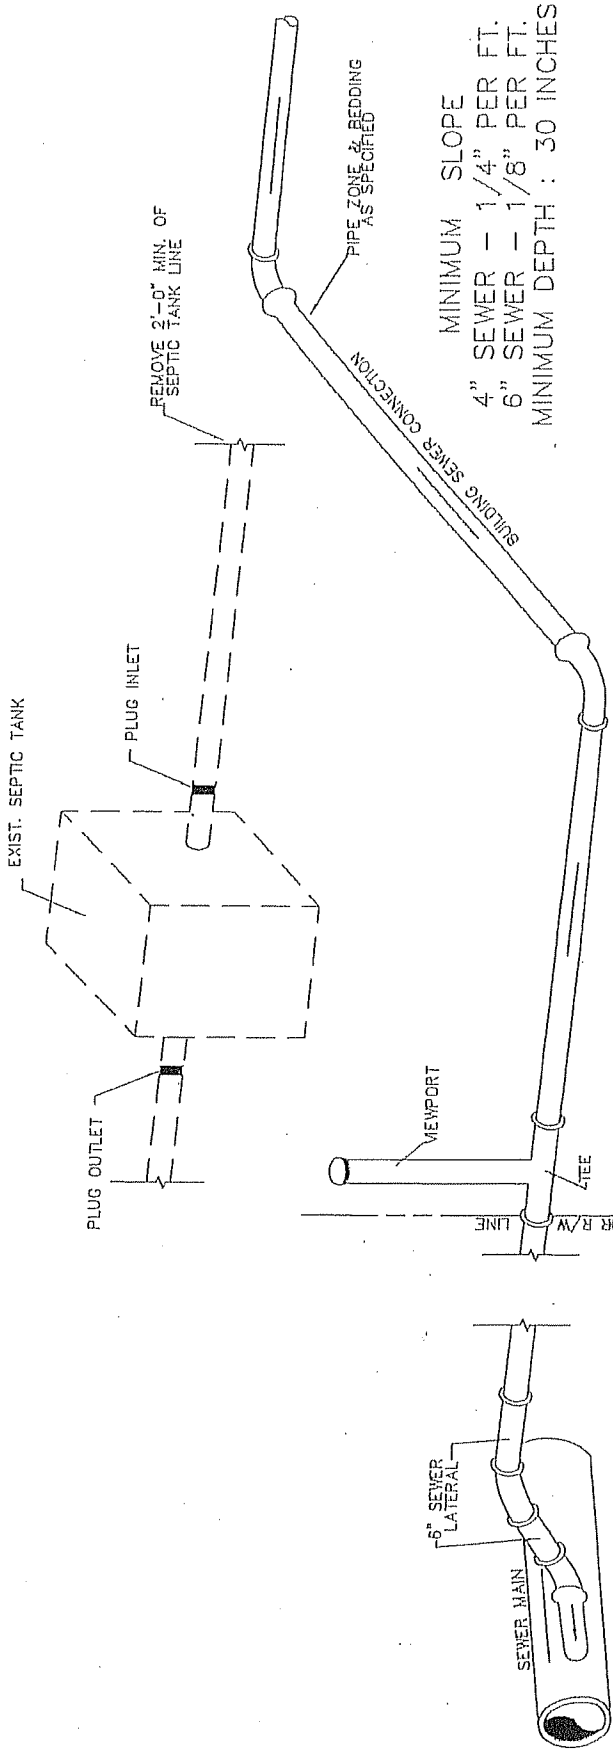 EXIST. SEPTIC TANK
PLUG OUTLET
PLUG INLET
REMOVE 2'-0" MIN. OF
SEPTIC TANK LINE
PIPE ZONE & BEDDING
AS SPECIFIED
BUILDING SEWER CONNECTION
VIEWPORT
TEE
OR R/W LINE
6" SEWER
LATERAL
SEWER MAIN
MINIMUM SLOPE
4" SEWER - 1/4" PER FT.
6" SEWER - 1/8" PER FT.
MINIMUM DEPTH : 30 INCHES